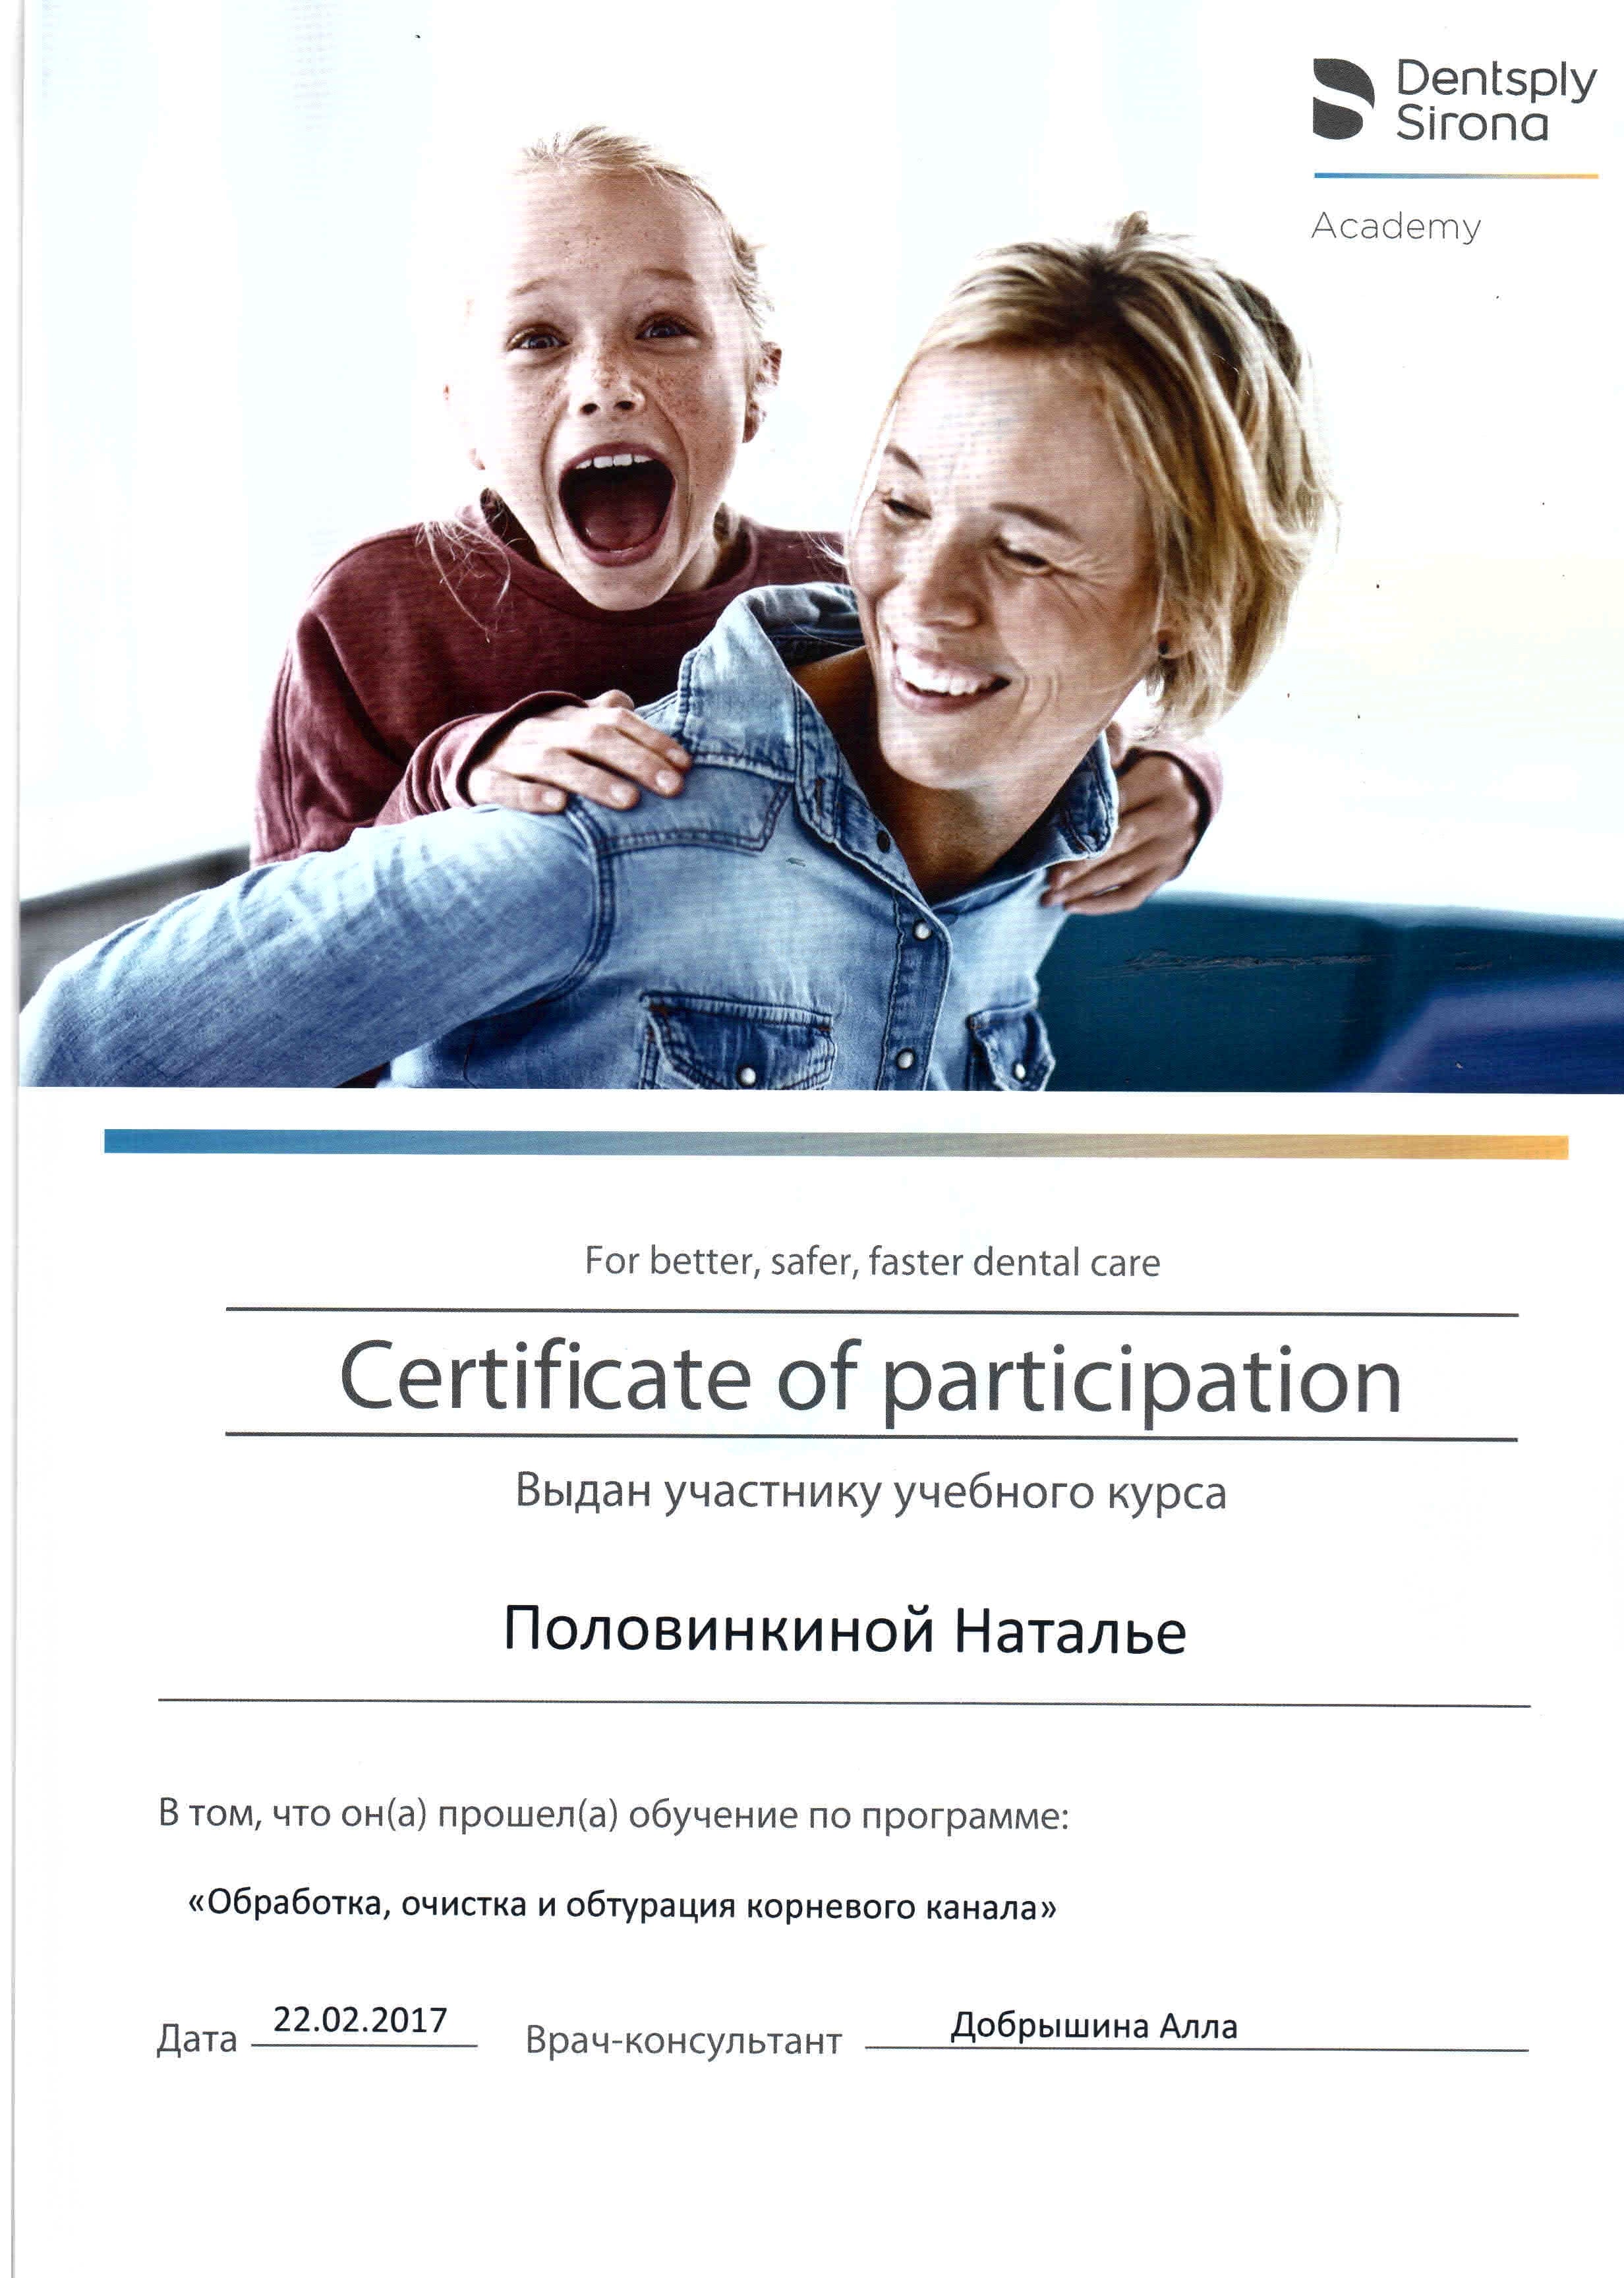 Dentsply
Sirona
Academy
For better, safer, faster dental care
Certificate of participation
Выдан участнику учебного курса
Половинкиной Наталье
В том, что он(а) прошел(а) обучение по программе:
«Обработка, очистка и обтурация корневого канала»
Дата 22.02.2017 Врач-консультант Добрышина Алла